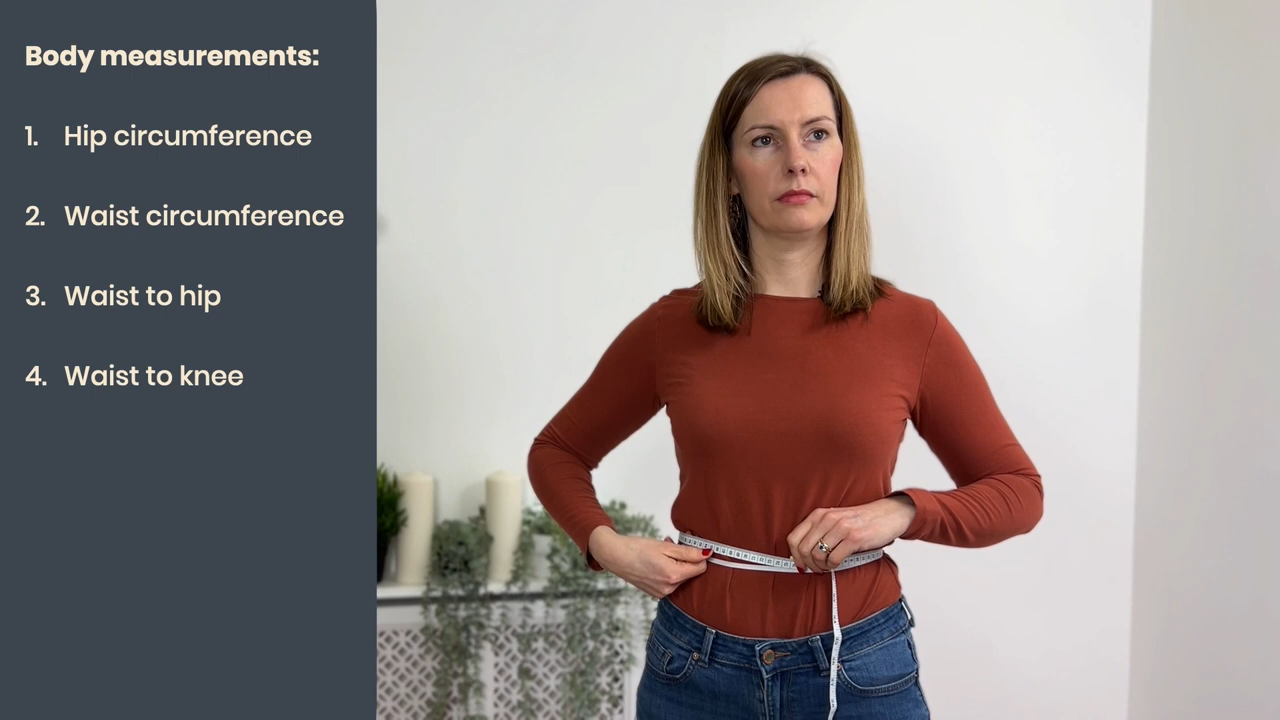 Body measurements:
1. Hip circumference
2. Waist circumference
3. Waist to hip
4. Waist to knee